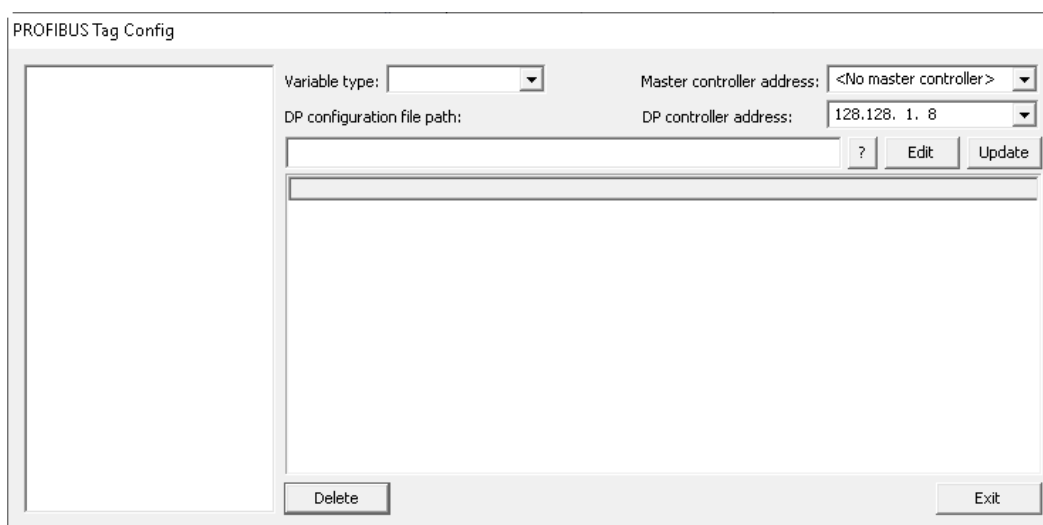 PROFIBUS Tag Config
Variable type:
Master controller address: <No master controller>
DP configuration file path:
DP controller address: 128.128. 1. 8
? Edit Update
Delete Exit